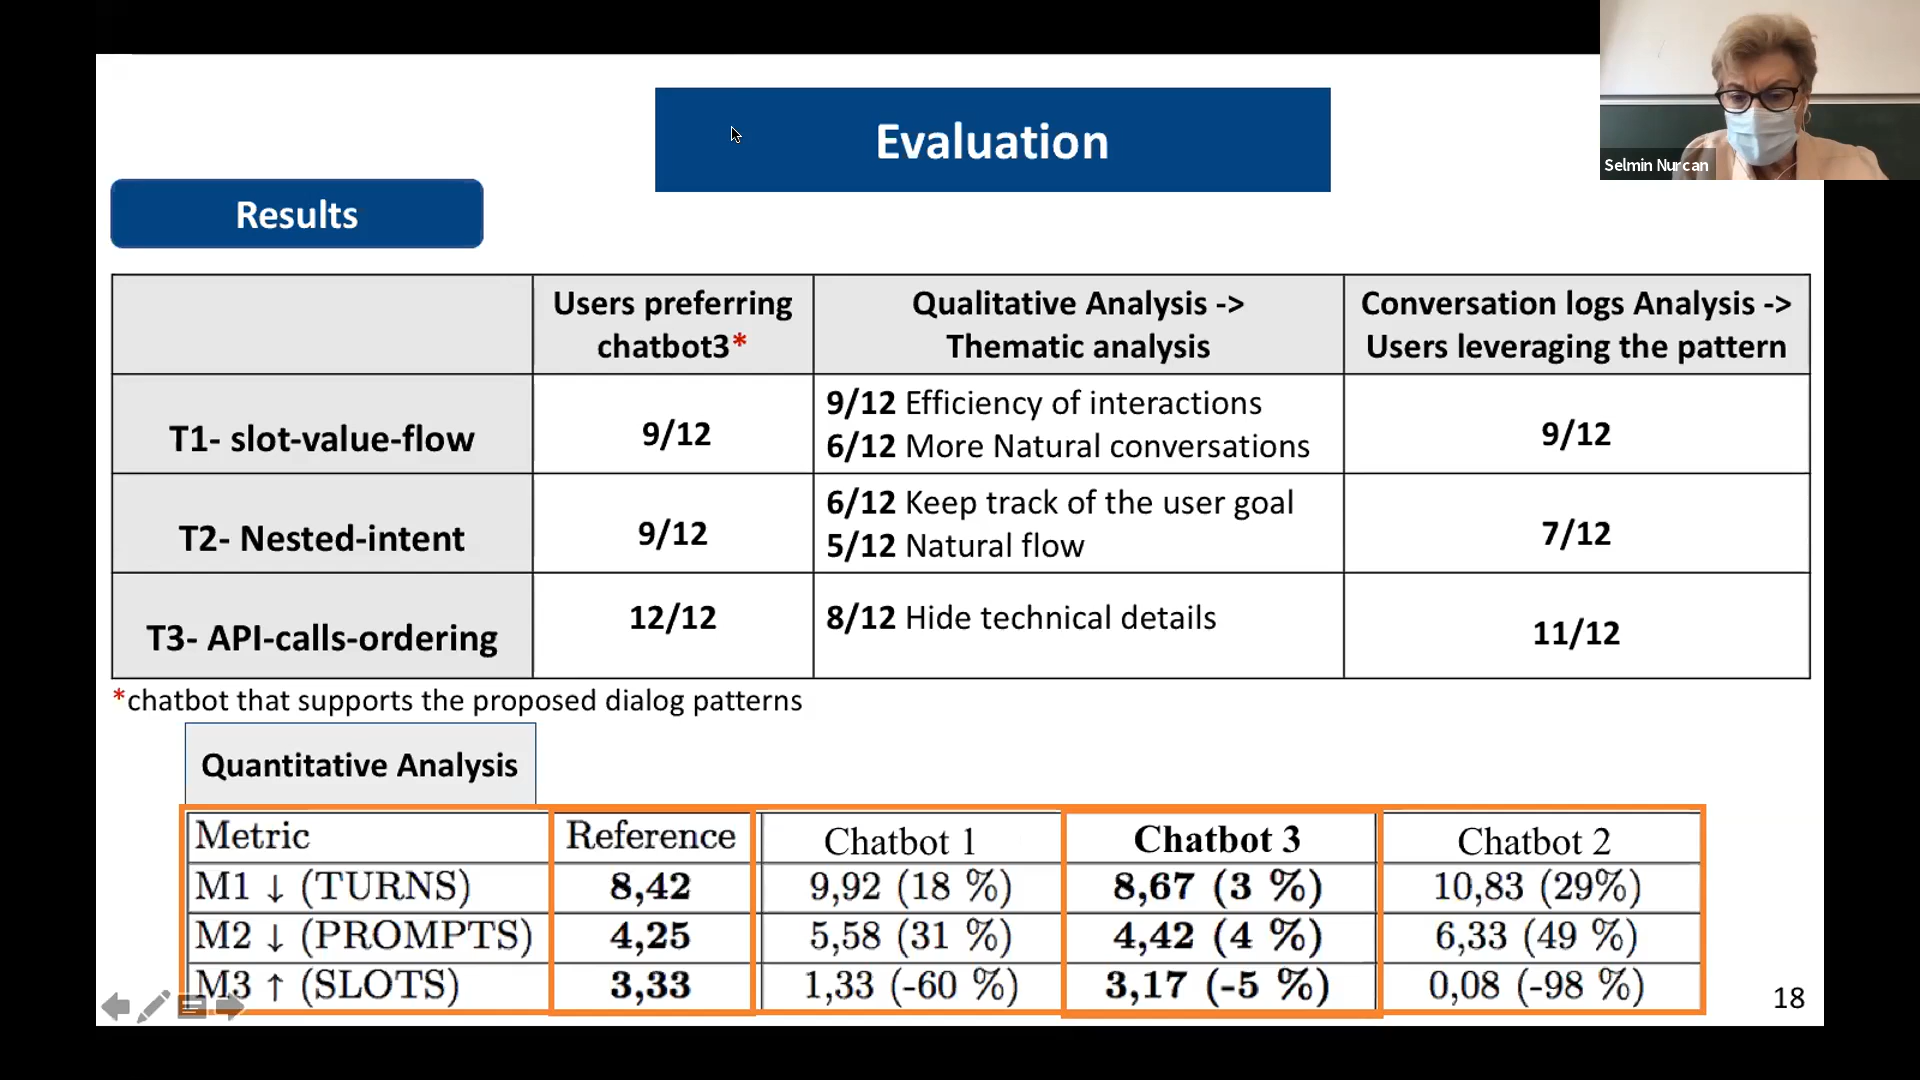 Evaluation
Selmin Nurcan
Results
Users preferring
chatbot3*
Qualitative Analysis ->
Thematic analysis
Conversation logs Analysis ->
Users leveraging the pattern
T1- slot-value-flow
9/12
9/12 Efficiency of interactions
6/12 More Natural conversations
9/12
T2- Nested-intent
9/12
6/12 Keep track of the user goal
5/12 Natural flow
7/12
T3- API-calls-ordering
12/12
8/12 Hide technical details
11/12
*chatbot that supports the proposed dialog patterns
Quantitative Analysis
Metric Reference Chatbot 1 Chatbot 3 Chatbot 2
M1 ↓ (TURNS) 8,42 9,92 (18 %) 8,67 (3 %) 10,83 (29%)
M2 ↓ (PROMPTS) 4,25 5,58 (31 %) 4,42 (4 %) 6,33 (49 %)
M3 ↑ (SLOTS) 3,33 1,33 (-60 %) 3,17 (-5 %) 0,08 (-98 %)
18